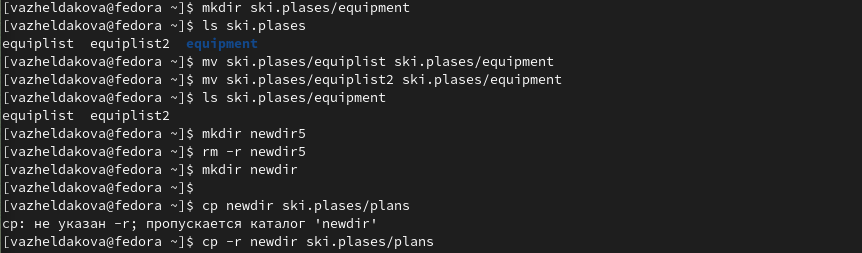 [vazheldakova@fedora ~]$ mkdir ski.plases/equipment
[vazheldakova@fedora ~]$ ls ski.plases
equiplist  equiplist2  equipment
[vazheldakova@fedora ~]$ mv ski.plases/equiplist ski.plases/equipment
[vazheldakova@fedora ~]$ mv ski.plases/equiplist2 ski.plases/equipment
[vazheldakova@fedora ~]$ ls ski.plases/equipment
equiplist  equiplist2
[vazheldakova@fedora ~]$ mkdir newdir5
[vazheldakova@fedora ~]$ rm -r newdir5
[vazheldakova@fedora ~]$ mkdir newdir
[vazheldakova@fedora ~]$
[vazheldakova@fedora ~]$ cp newdir ski.plases/plans
cp: не указан -r; пропускается каталог 'newdir'
[vazheldakova@fedora ~]$ cp -r newdir ski.plases/plans